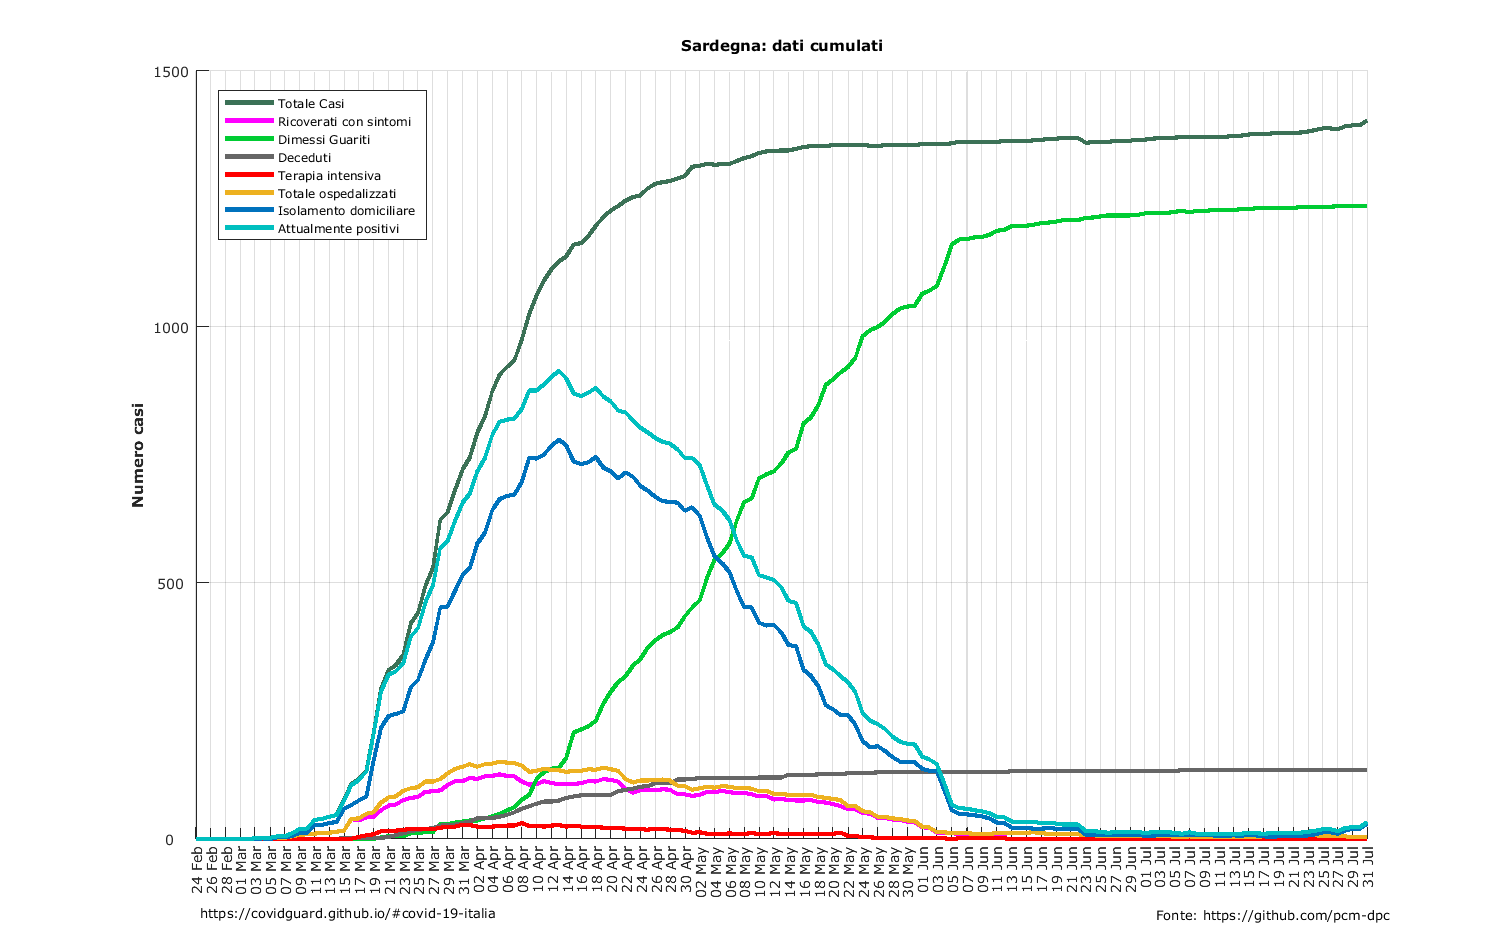 Sardegna: dati cumulati
1500
1000
500
0
Numero casi
Totale Casi
Ricoverati con sintomi
Dimessi Guariti
Deceduti
Terapia intensiva
Totale ospedalizzati
Isolamento domiciliare
Attualmente positivi
24 Feb
26 Feb
28 Feb
01 Mar
03 Mar
05 Mar
07 Mar
09 Mar
11 Mar
13 Mar
15 Mar
17 Mar
19 Mar
21 Mar
23 Mar
25 Mar
27 Mar
29 Mar
31 Mar
02 Apr
04 Apr
06 Apr
08 Apr
10 Apr
12 Apr
14 Apr
16 Apr
18 Apr
20 Apr
22 Apr
24 Apr
26 Apr
28 Apr
30 Apr
02 May
04 May
06 May
08 May
10 May
12 May
14 May
16 May
18 May
20 May
22 May
24 May
26 May
28 May
30 May
01 Jun
03 Jun
05 Jun
07 Jun
09 Jun
11 Jun
13 Jun
15 Jun
17 Jun
19 Jun
21 Jun
23 Jun
25 Jun
27 Jun
29 Jun
01 Jul
03 Jul
05 Jul
07 Jul
09 Jul
11 Jul
13 Jul
15 Jul
17 Jul
19 Jul
21 Jul
23 Jul
25 Jul
27 Jul
29 Jul
31 Jul
https://covidguard.github.io/#covid-19-italia
Fonte: https://github.com/pcm-dpc